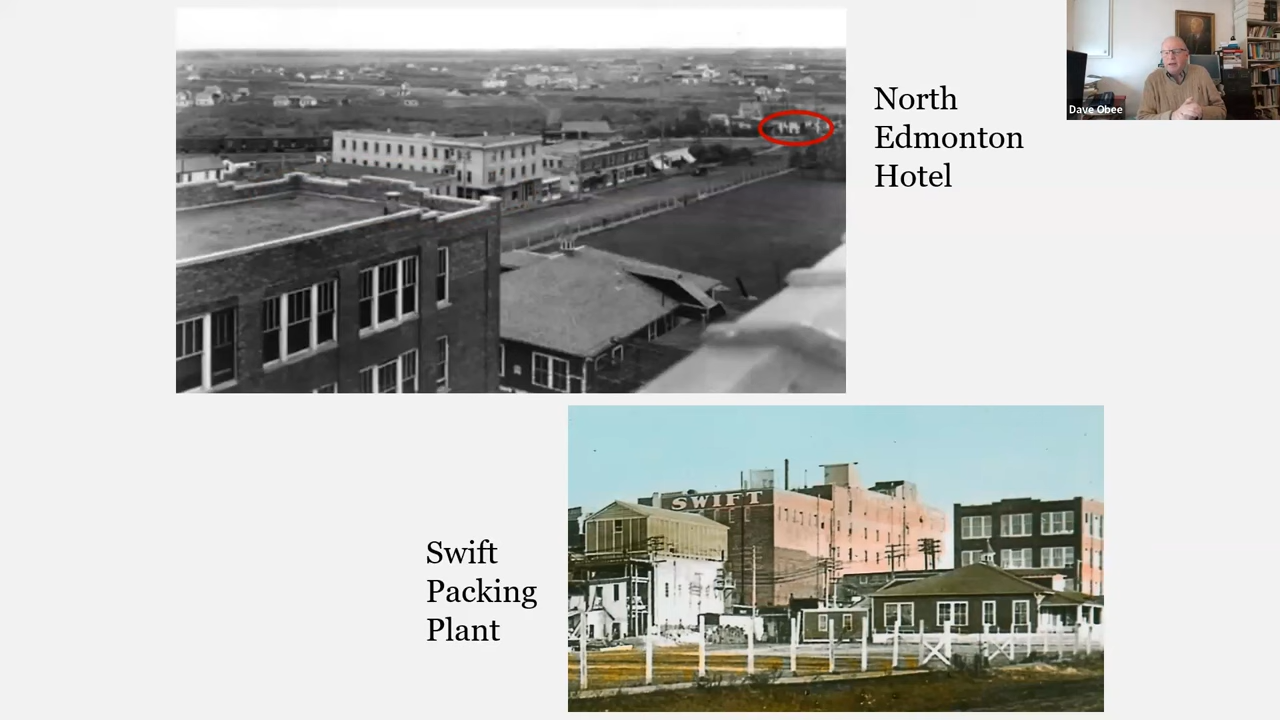 North
Edmonton
Hotel
Dave Obee
SWIFT
Swift
Packing
Plant